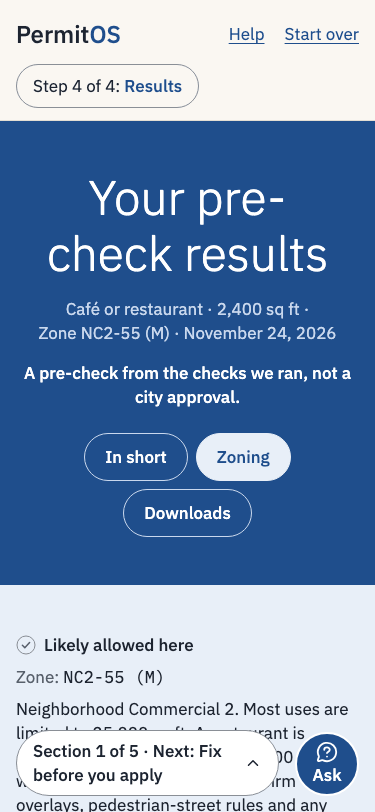 PermitOS
Help
Start over
Step 4 of 4: Results
Your pre-
check results
Café or restaurant · 2,400 sq ft ·
Zone NC2-55 (M) · November 24, 2026
A pre-check from the checks we ran, not a
city approval.
In short
Zoning
Downloads
Likely allowed here
Zone: NC2-55 (M)
Neighborhood Commercial 2. Most uses are
Section 1 of 5 · Next: Fix
before you apply
Ask
overlays, pedestrian-street rules and any